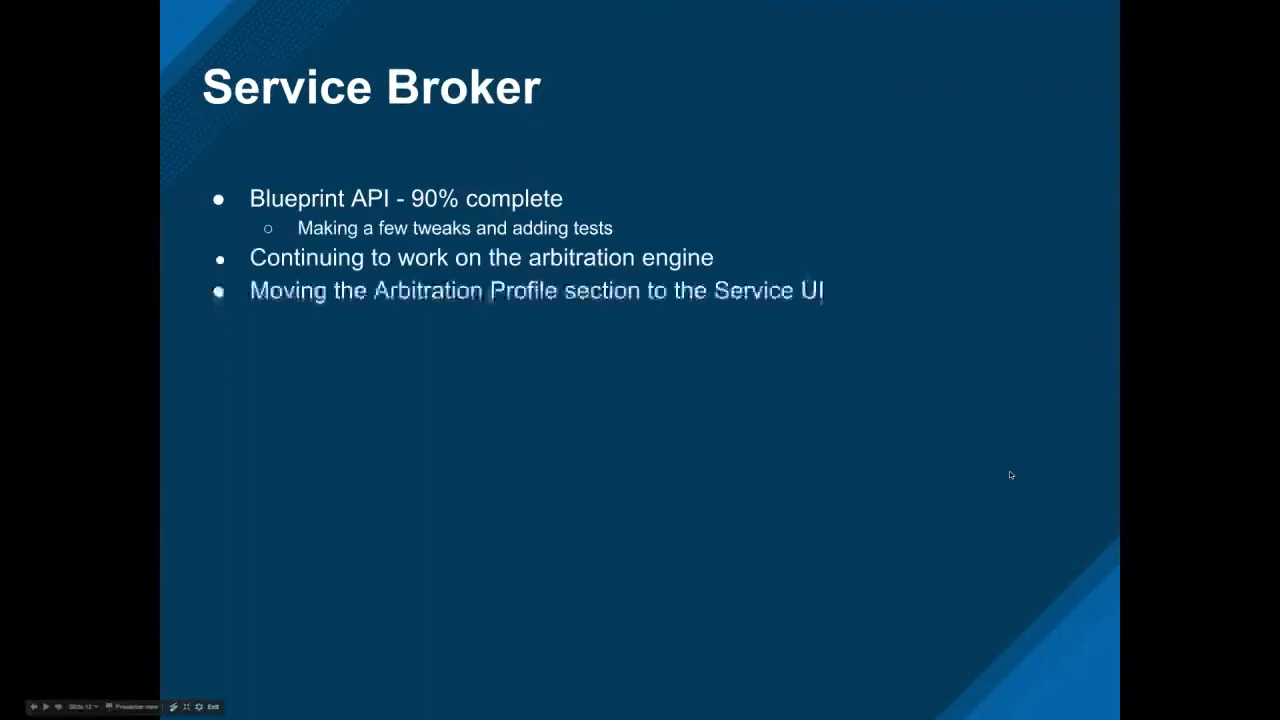 Service Broker
● Blueprint API - 90% complete
○ Making a few tweaks and adding tests
● Continuing to work on the arbitration engine
● Moving the Arbitration Profile section to the Service UI
Presenter view
Exit